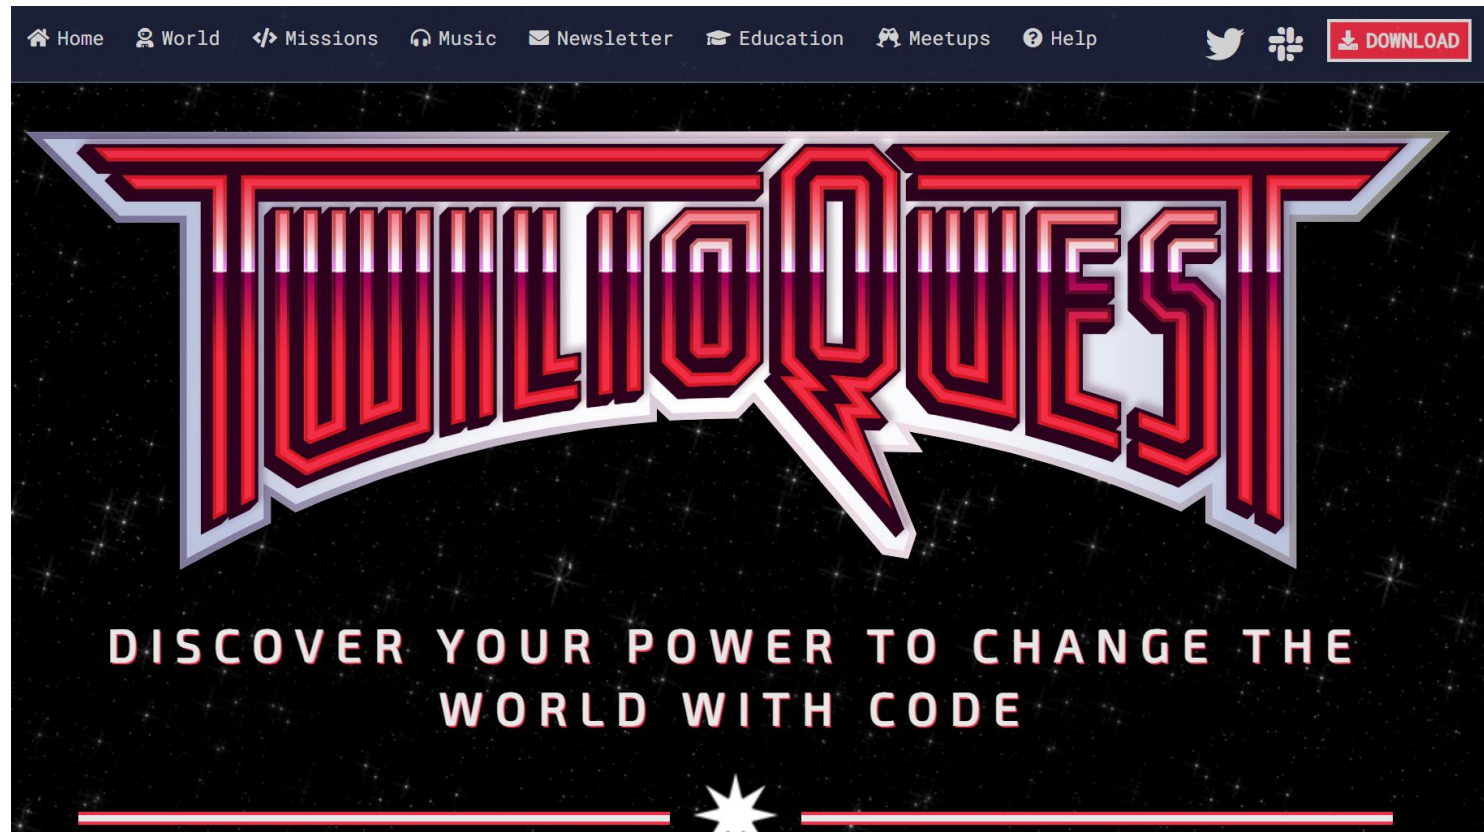 Home World Missions Music Newsletter Education Meetups Help DOWNLOAD
TWILIOQUEST
DISCOVER YOUR POWER TO CHANGE THE
WORLD WITH CODE